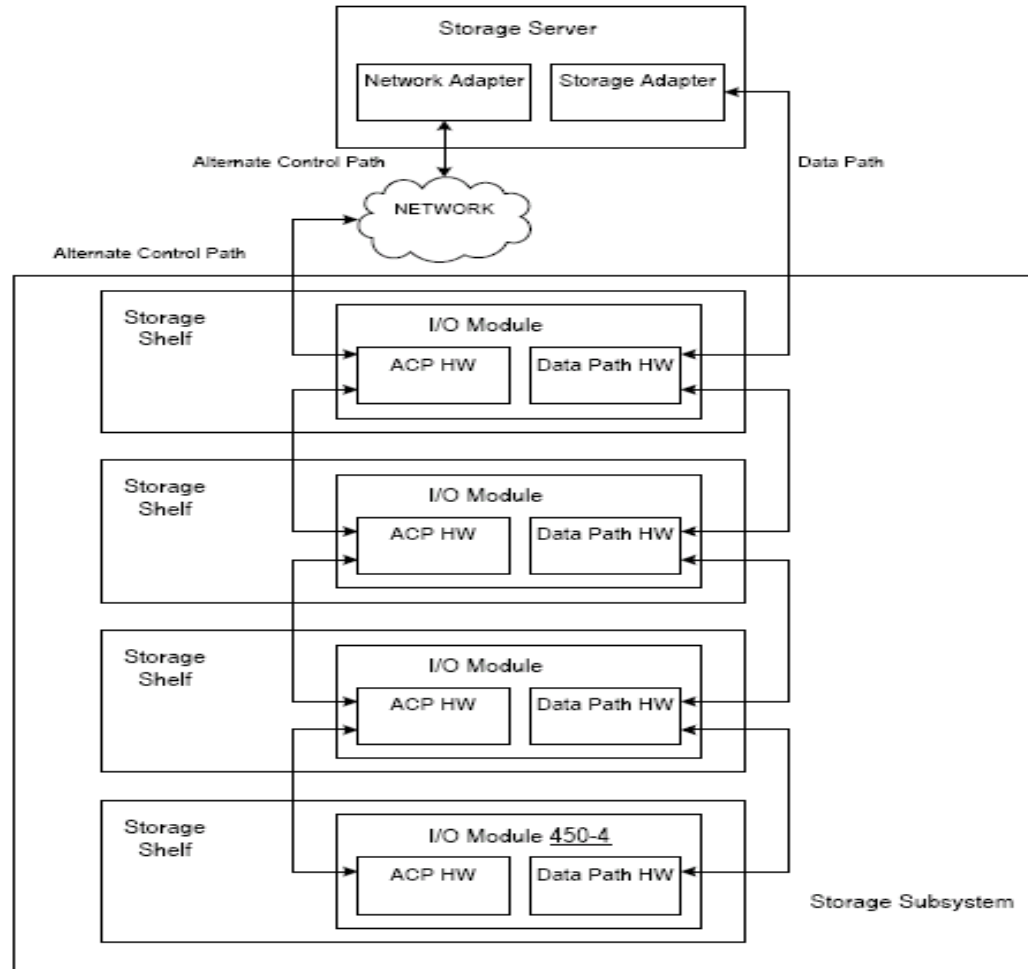 Storage Server
Network Adapter
Storage Adapter
Alternate Control Path
Data Path
NETWORK
Alternate Control Path
Storage
Shelf
I/O Module
ACP HW
Data Path HW
Storage
Shelf
I/O Module
ACP HW
Data Path HW
Storage
Shelf
I/O Module
ACP HW
Data Path HW
Storage
Shelf
I/O Module 450-4
ACP HW
Data Path HW
Storage Subsystem